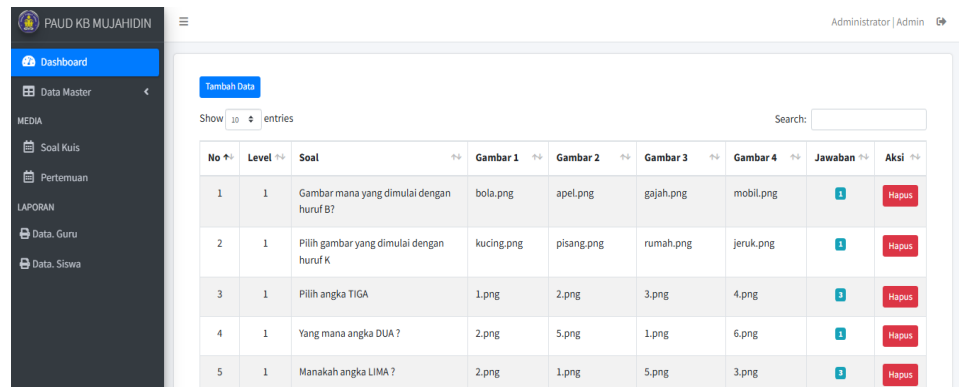 PAUD KB MUJAHIDIN
Administrator | Admin
Dashboard
Data Master
MEDIA
Soal Kuis
Pertemuan
LAPORAN
Data. Guru
Data. Siswa
Tambah Data
Show 10 entries
Search:
No Level Soal Gambar 1 Gambar 2 Gambar 3 Gambar 4 Jawaban Aksi
1 1 Gambar mana yang dimulai dengan bola.png apel.png gajah.png mobil.png 1 Hapus
huruf B?
2 1 Pilih gambar yang dimulai dengan kucing.png pisang.png rumah.png jeruk.png 1 Hapus
huruf K
3 1 Pilih angka TIGA 1.png 2.png 3.png 4.png 3 Hapus
4 1 Yang mana angka DUA ? 2.png 5.png 1.png 6.png 1 Hapus
5 1 Manakah angka LIMA ? 2.png 1.png 5.png 3.png 3 Hapus